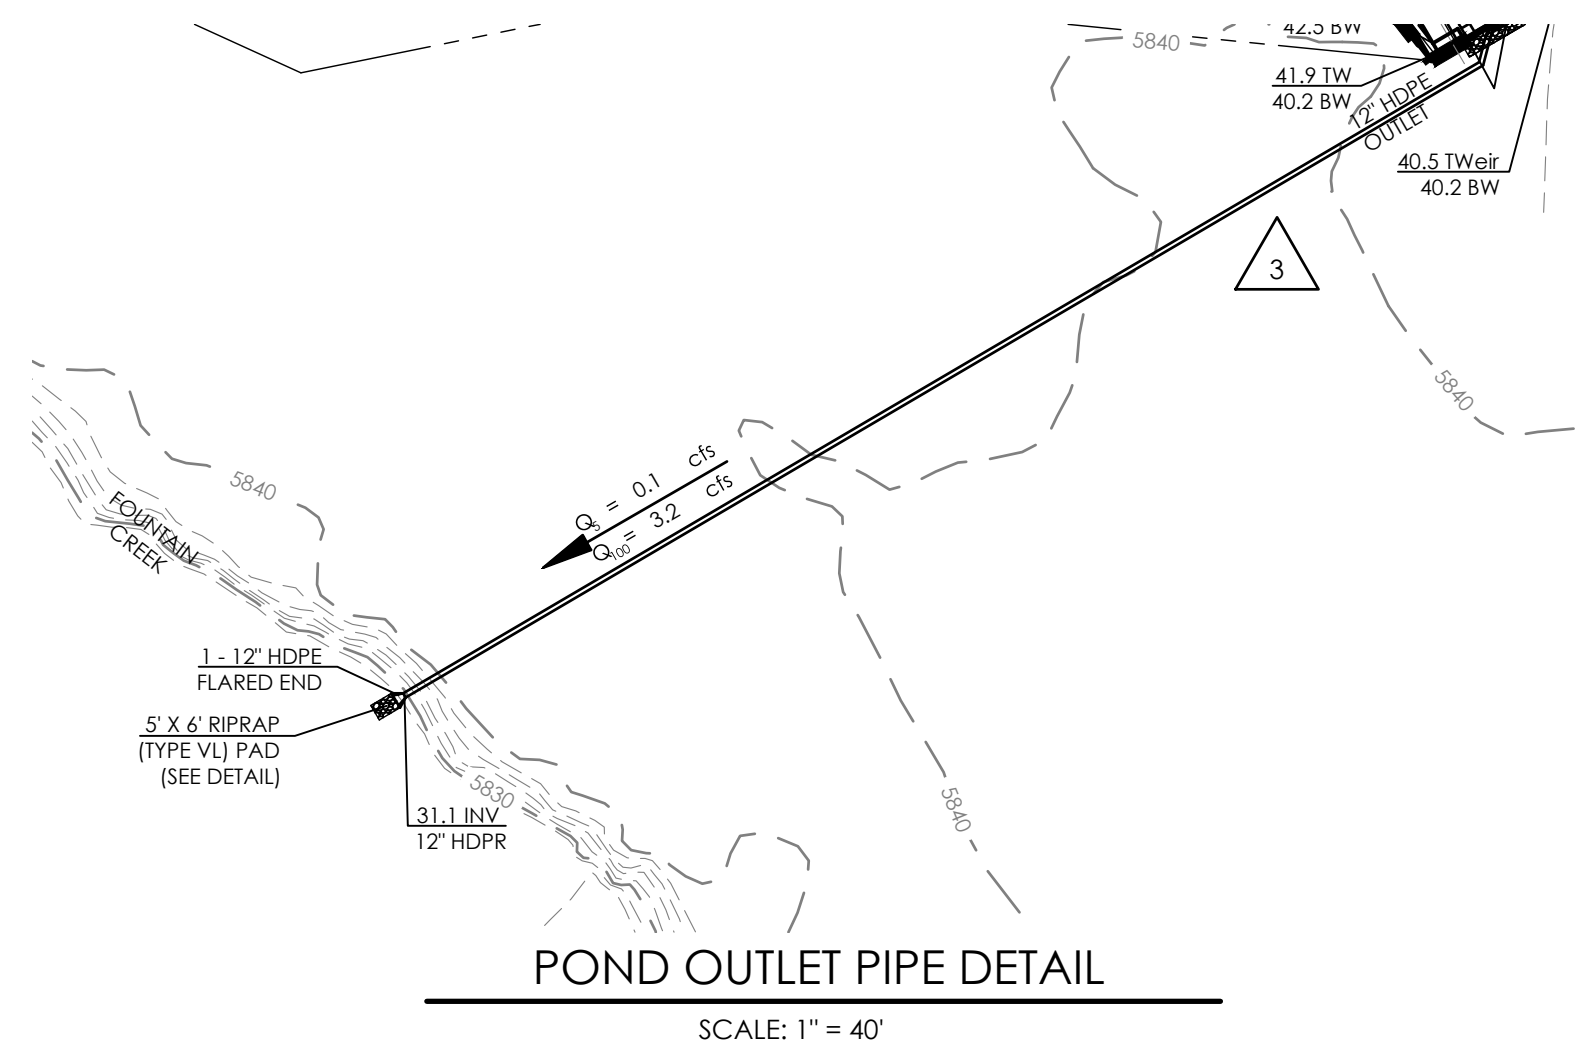 42.5 BW
5840
41.9 TW
40.2 BW
12" HDPE
OUTLET
40.5 TWeir
40.2 BW
3
5840
5840
FOUNTAIN
CREEK
Q5 = 0.1 cfs
Q100 = 3.2 cfs
1 - 12" HDPE
FLARED END
5' X 6' RIPRAP
(TYPE VL) PAD
(SEE DETAIL)
5830
31.1 INV
12" HDPR
5840
POND OUTLET PIPE DETAIL
SCALE: 1" = 40'